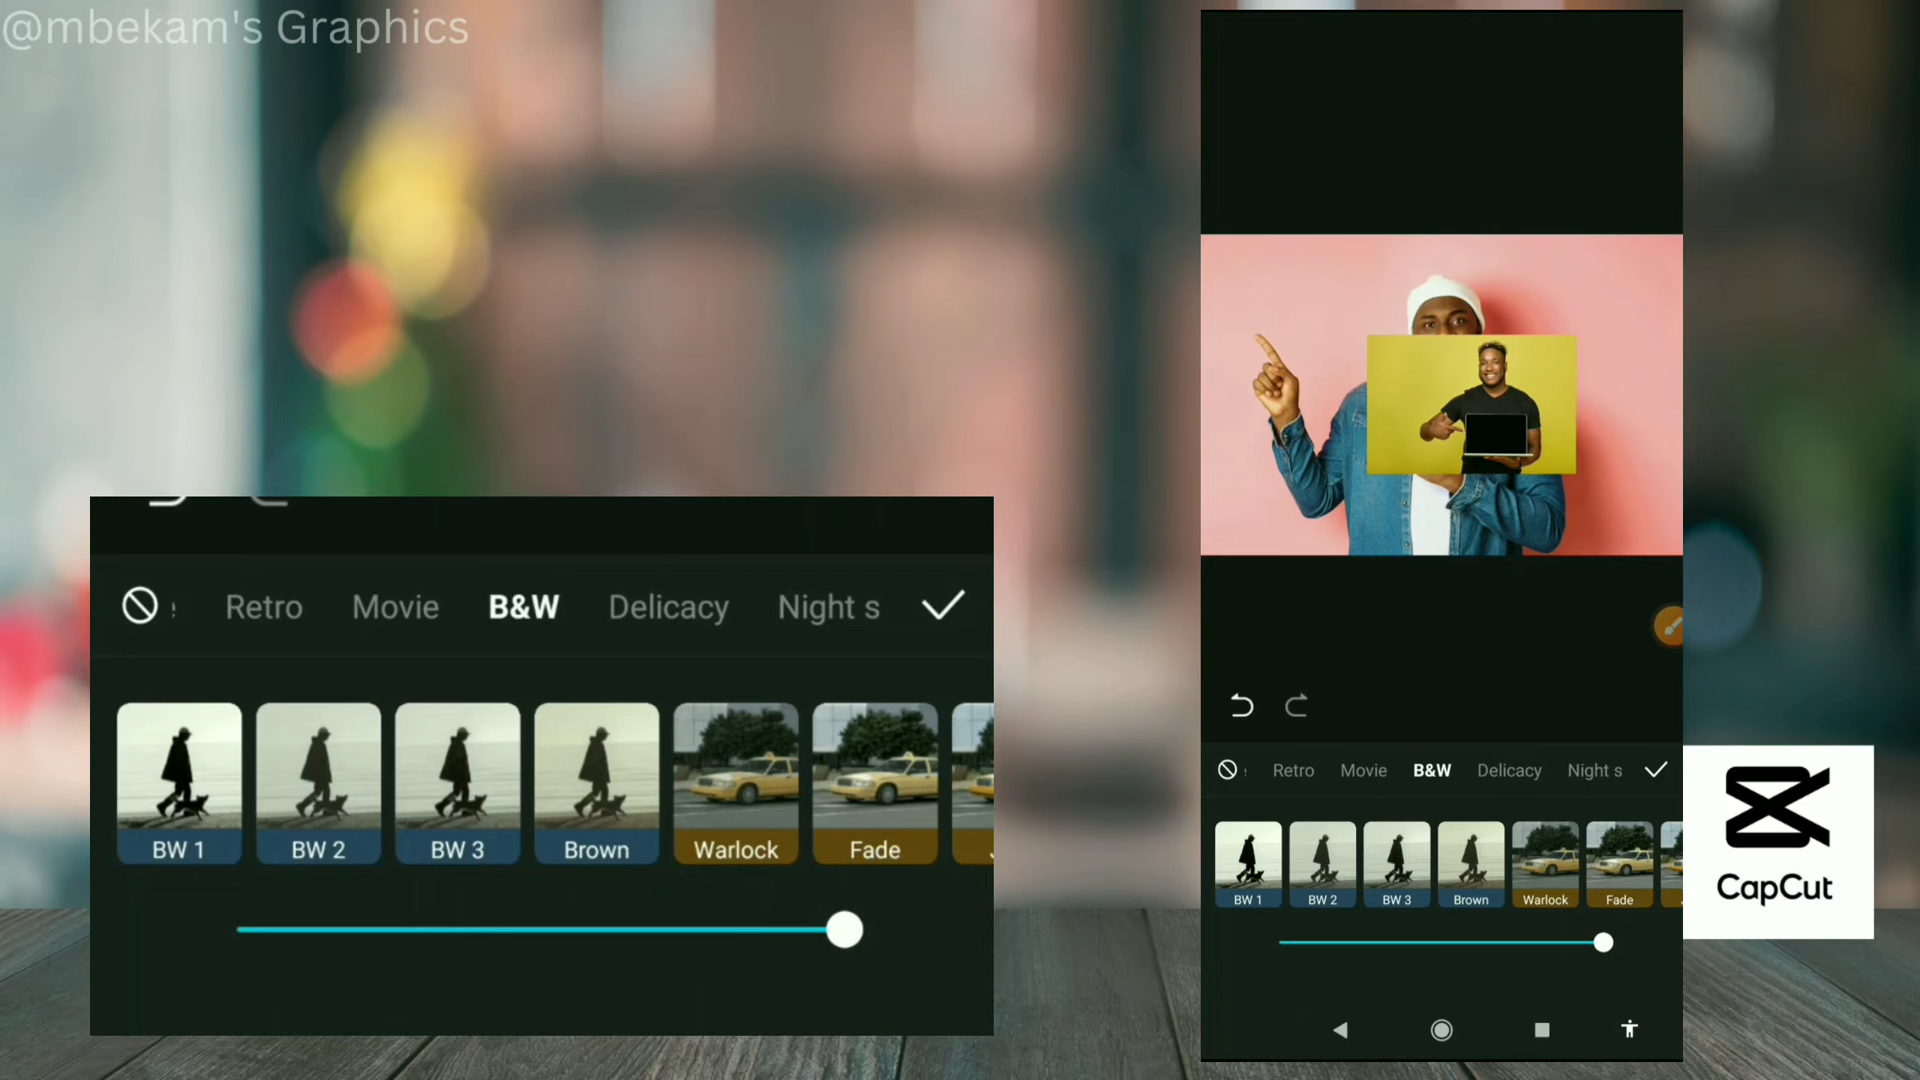 @mbekam's Graphics
Retro Movie B&W Delicacy Night s
BW 1 BW 2 BW 3 Brown Warlock Fade
Retro Movie B&W Delicacy Night s
BW 1 BW 2 BW 3 Brown Warlock Fade
CapCut